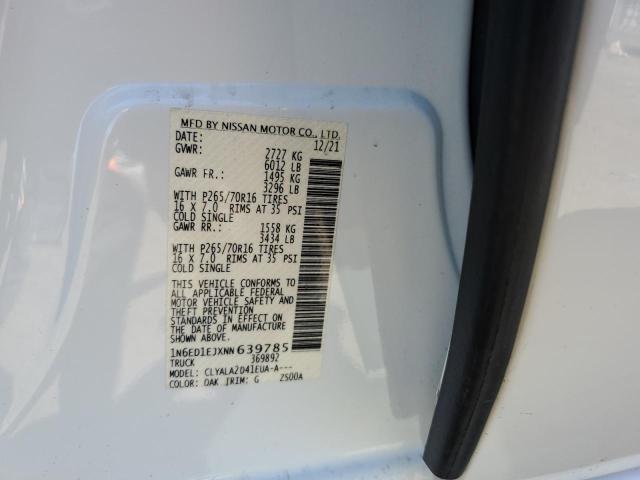 MFD BY NISSAN MOTOR CO., LTD.
DATE: 12/21
GVWR: 2727 KG
6012 LB
GAWR FR.: 1495 KG
3296 LB
WITH P265/70R16 TIRES
16 X 7.0 RIMS AT 35 PSI
COLD SINGLE
GAWR RR.: 1558 KG
3434 LB
WITH P265/70R16 TIRES
16 X 7.0 RIMS AT 35 PSI
COLD SINGLE
THIS VEHICLE CONFORMS TO
ALL APPLICABLE FEDERAL
MOTOR VEHICLE SAFETY AND
THEFT PREVENTION
STANDARDS IN EFFECT ON
THE DATE OF MANUFACTURE
SHOWN ABOVE.
1N6ED1EJXNN639785
TRUCK 369892
MODEL: CLYALA2D41EUA-A---
COLOR: QAK TRIM: G 2500A